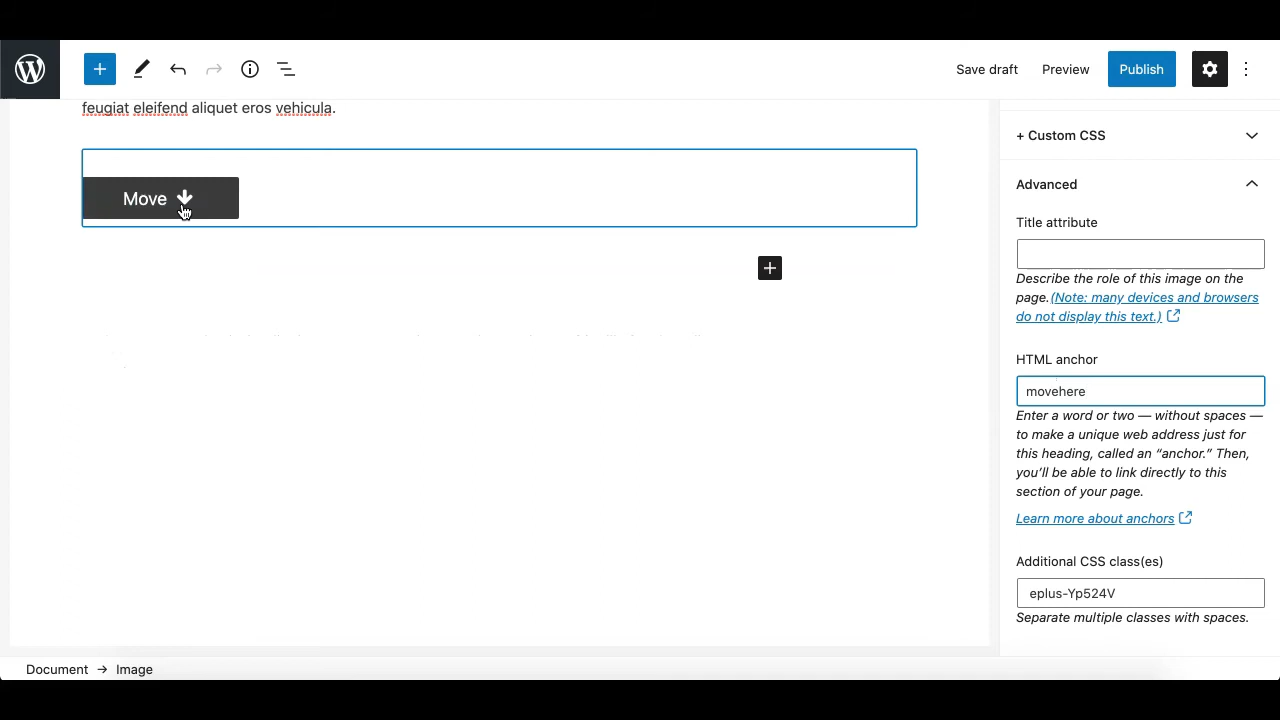 Save draft
Preview
Publish
feugiat eleifend aliquet eros vehicula.
Move
+ Custom CSS
Advanced
Title attribute
Describe the role of this image on the
page.(Note: many devices and browsers
do not display this text.)
HTML anchor
movehere
Enter a word or two — without spaces —
to make a unique web address just for
this heading, called an “anchor.” Then,
you’ll be able to link directly to this
section of your page.
Learn more about anchors
Additional CSS class(es)
eplus-Yp524V
Separate multiple classes with spaces.
Document → Image